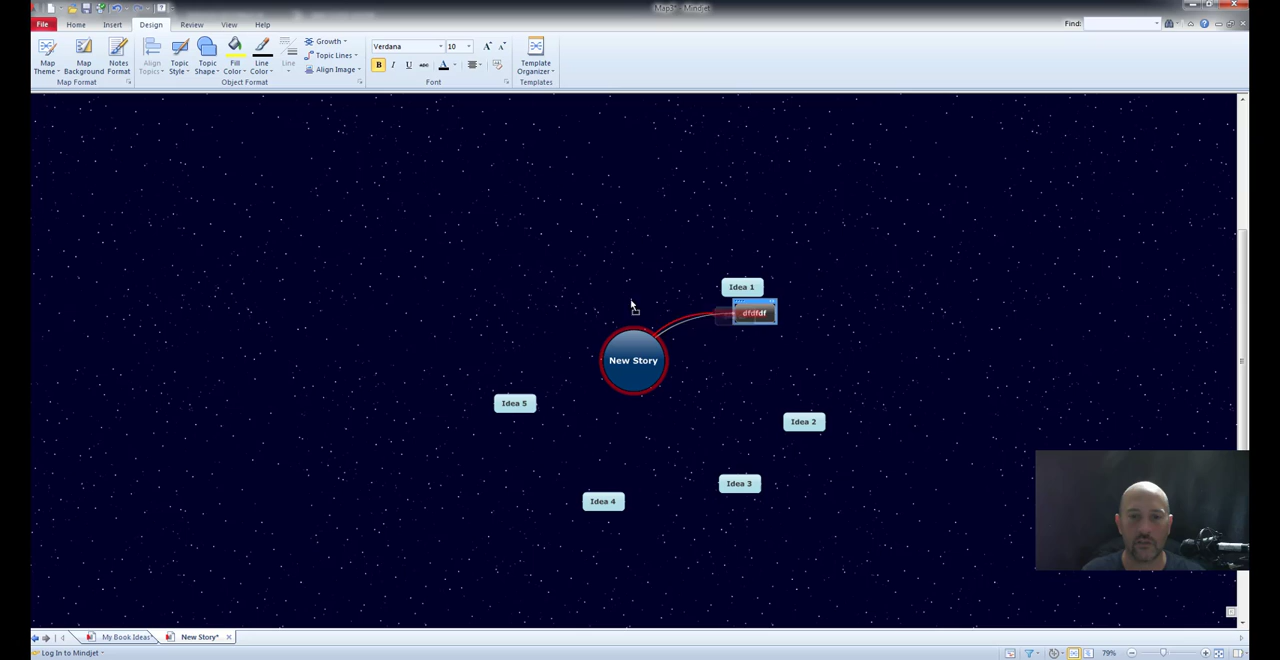 Map3* - Mindjet
File Home Insert Design Review View Help Find:
Map Theme Map Background Notes Format Align Topics Topic Style Topic Shape Fill Color Line Color Line Growth Topic Lines Align Image Verdana 10 B I U abc A Template Organizer
Map Format Object Format Font Templates
Idea 1
dfdfdf
New Story
Idea 5
Idea 2
Idea 3
Idea 4
My Book Ideas* New Story*
Log In to Mindjet 79%